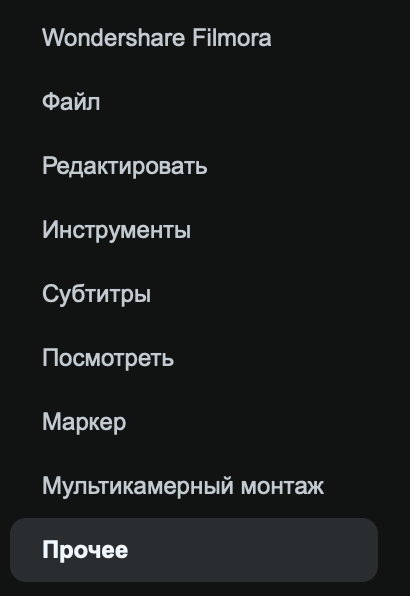 Wondershare Filmora
Файл
Редактировать
Инструменты
Субтитры
Посмотреть
Маркер
Мультикамерный монтаж
Прочее